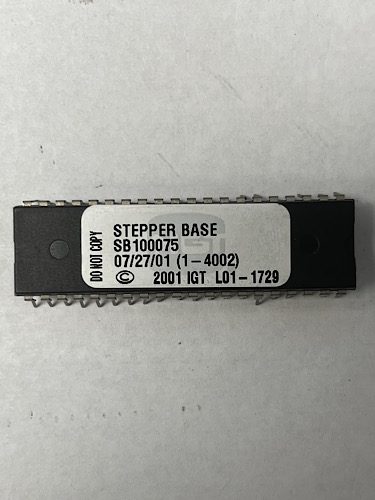 DO NOT COPY
STEPPER BASE
SB100075
07/27/01 (1-4002)
© 2001 IGT L01-1729